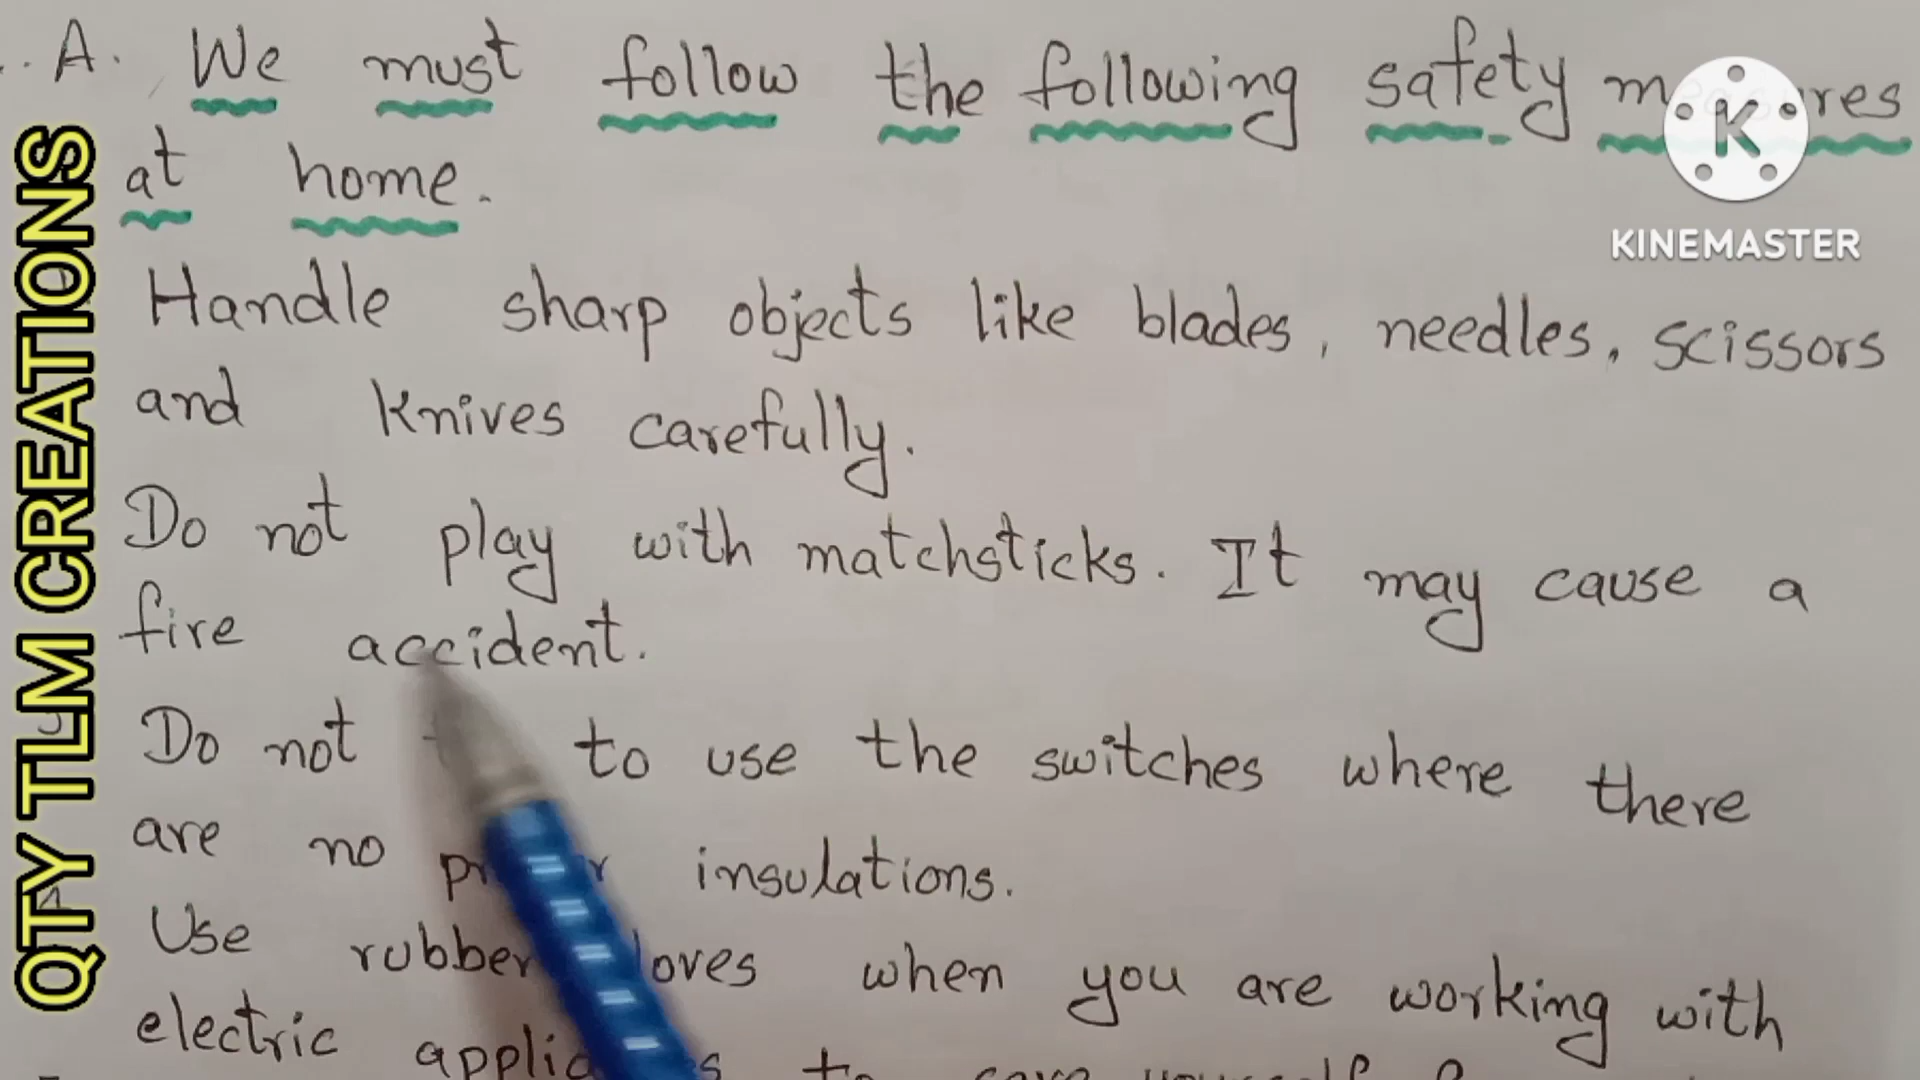 A. We must follow the following safety measures
at home.
Handle sharp objects like blades, needles, scissors
and knives carefully.
Do not play with matchsticks. It may cause a
fire accident.
Do not to use the switches where there
are no insulations.
Use rubber when you are working with
electric to
QTY TLM CREATIONS
K
KINEMASTER